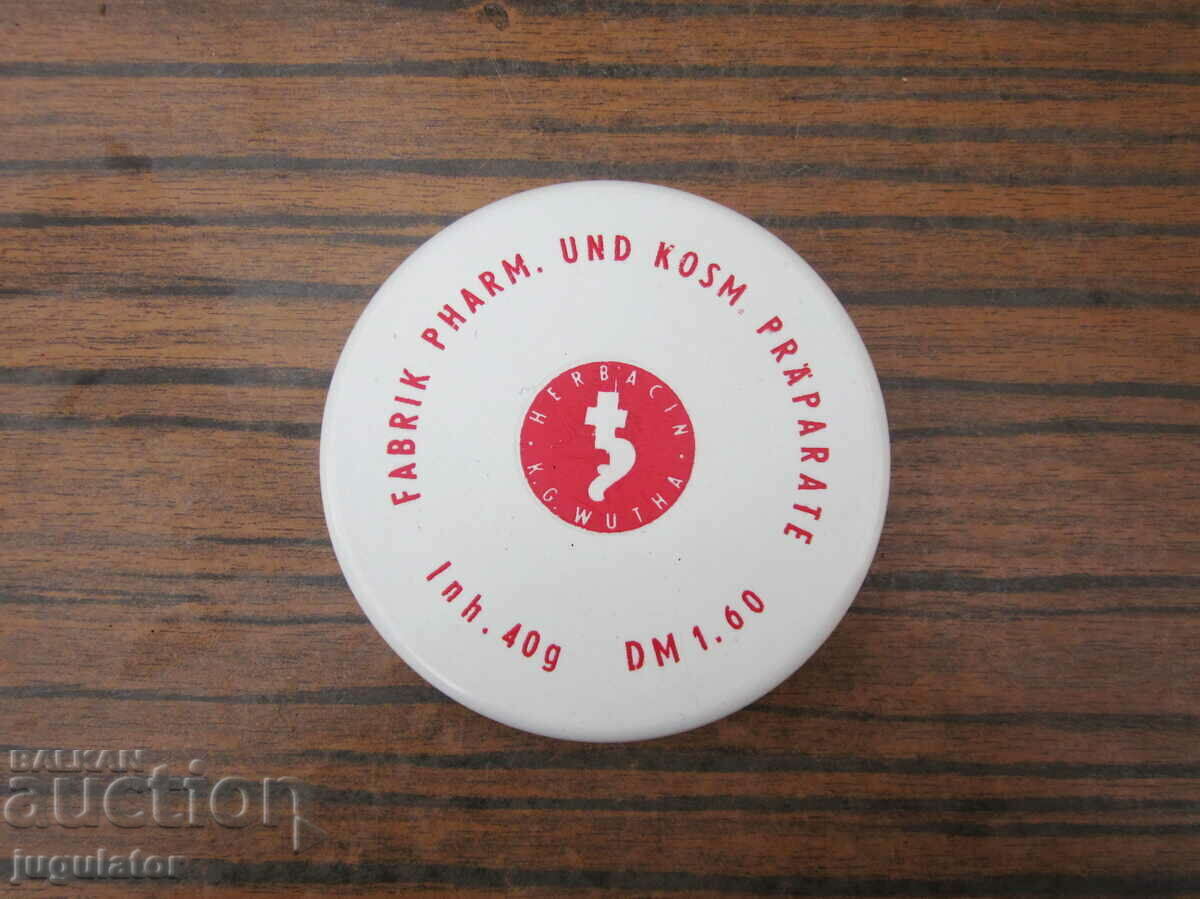 FABRIK PHARM. UND KOSM. PRÄPARATE
HERBACIN
· K.G. WUTHA ·
Inh. 40g DM 1.60
BALKAN
auction
jugulator